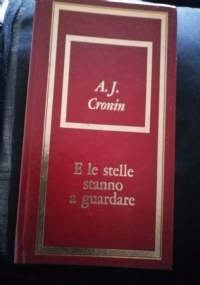 A. J.
Cronin
E le stelle
stanno
a guardare